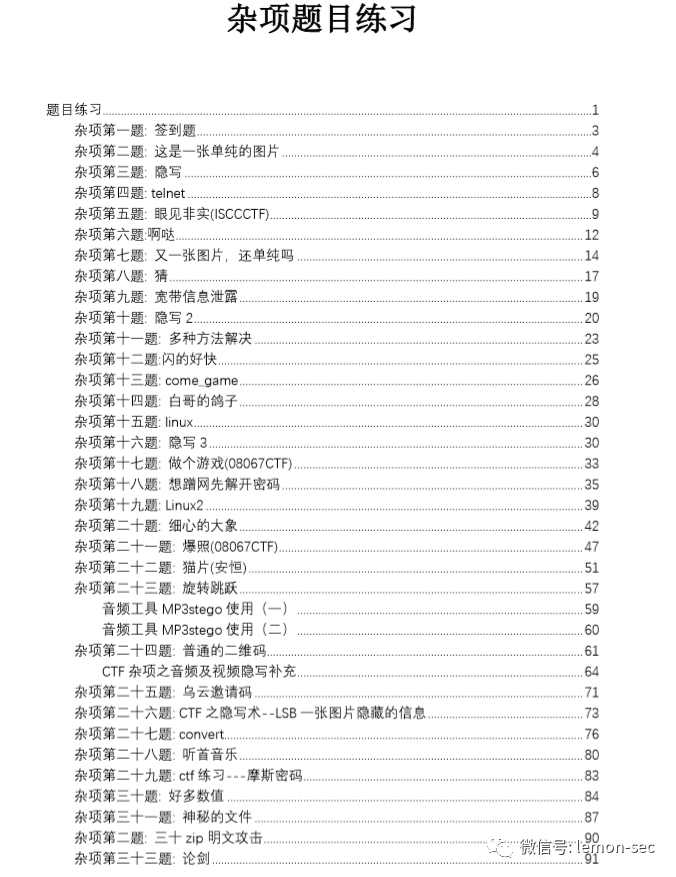 杂项题目练习
题目练习 1
杂项第一题: 签到题 3
杂项第二题: 这是一张单纯的图片 4
杂项第三题: 隐写 6
杂项第四题: telnet 8
杂项第五题: 眼见非实(ISCCCTF) 9
杂项第六题:啊哒 12
杂项第七题: 又一张图片，还单纯吗 14
杂项第八题: 猜 17
杂项第九题: 宽带信息泄露 19
杂项第十题: 隐写 2 20
杂项第十一题: 多种方法解决 23
杂项第十二题:闪的好快 25
杂项第十三题: come_game 26
杂项第十四题: 白哥的鸽子 28
杂项第十五题: linux 30
杂项第十六题: 隐写 3 30
杂项第十七题: 做个游戏(08067CTF) 33
杂项第十八题: 想蹭网先解开密码 35
杂项第十九题: Linux2 39
杂项第二十题: 细心的大象 42
杂项第二十一题: 爆照(08067CTF) 47
杂项第二十二题: 猫片(安恒) 51
杂项第二十三题: 旋转跳跃 57
音频工具 MP3stego 使用（一） 59
音频工具 MP3stego 使用（二） 60
杂项第二十四题: 普通的二维码 61
CTF 杂项之音频及视频隐写补充 64
杂项第二十五题: 乌云邀请码 71
杂项第二十六题: CTF 之隐写术--LSB 一张图片隐藏的信息 73
杂项第二十七题: convert 76
杂项第二十八题: 听首音乐 80
杂项第二十九题: ctf 练习---摩斯密码 83
杂项第三十题: 好多数值 84
杂项第三十一题: 神秘的文件 87
杂项第二题: 三十 zip 明文攻击 90
杂项第三十三题: 论剑 91
微信号: lemon-sec